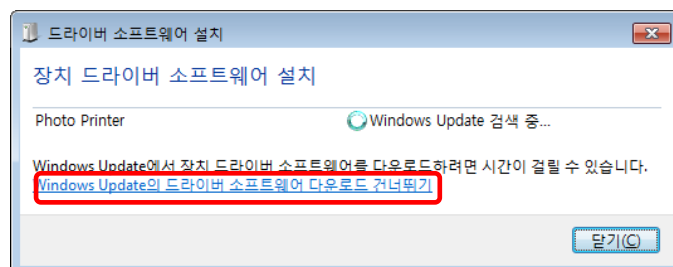 드라이버 소프트웨어 설치
장치 드라이버 소프트웨어 설치
Photo Printer Windows Update 검색 중...
Windows Update에서 장치 드라이버 소프트웨어를 다운로드하려면 시간이 걸릴 수 있습니다.
Windows Update의 드라이버 소프트웨어 다운로드 건너뛰기
닫기(C)